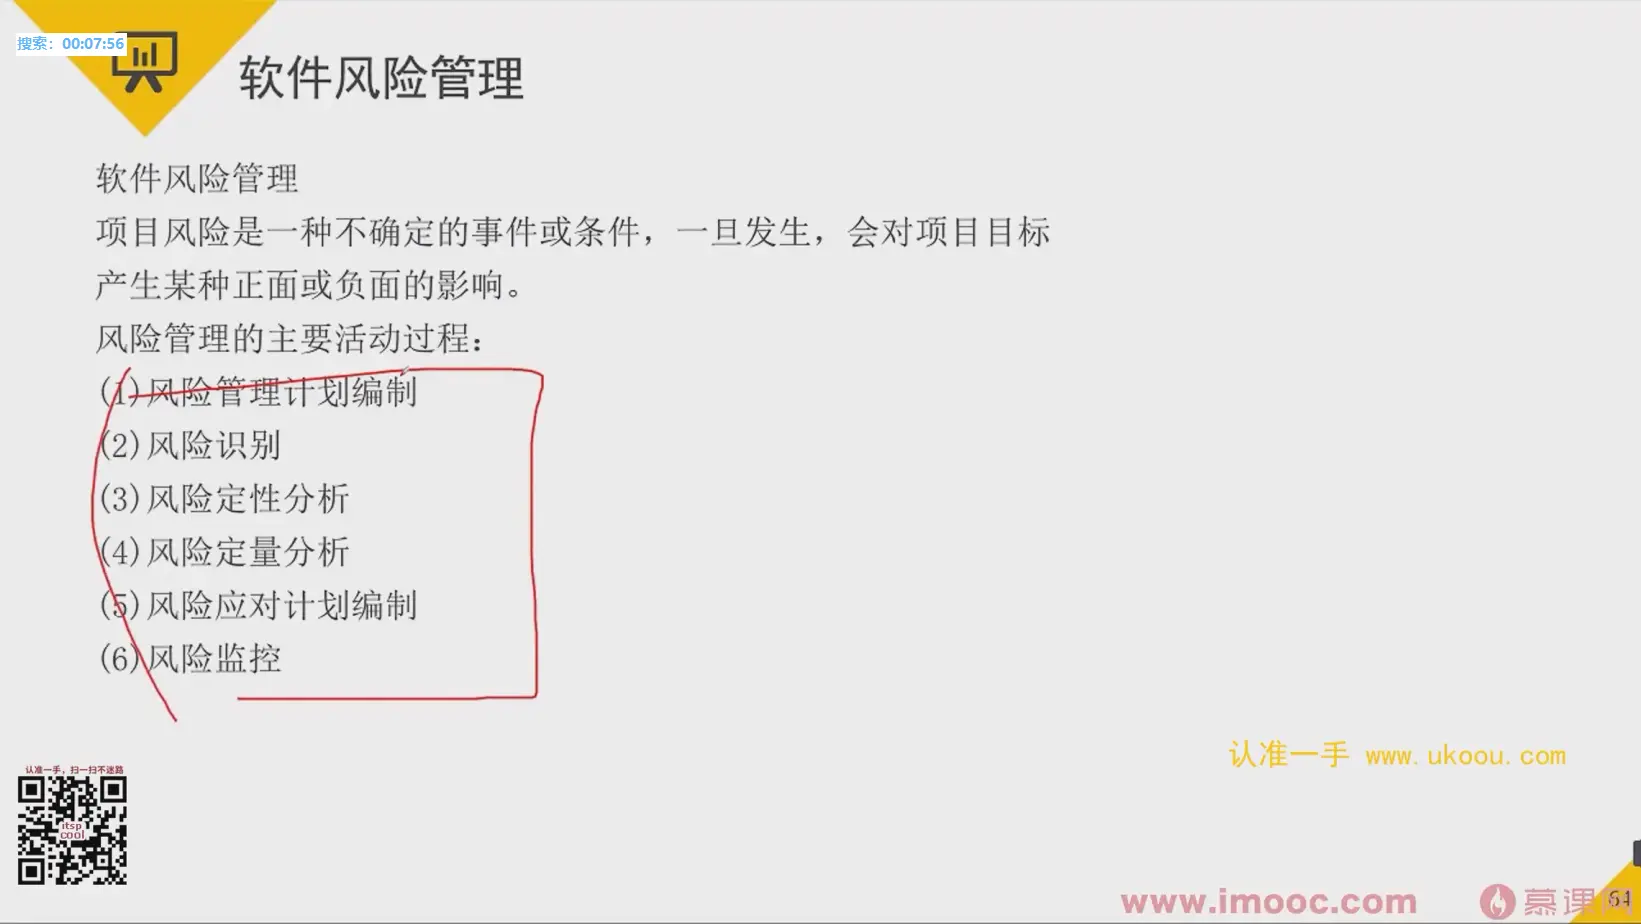 搜索: 00:07:56
软件风险管理
软件风险管理
项目风险是一种不确定的事件或条件，一旦发生，会对项目目标
产生某种正面或负面的影响。
风险管理的主要活动过程：
(1)风险管理计划编制
(2)风险识别
(3)风险定性分析
(4)风险定量分析
(5)风险应对计划编制
(6)风险监控
认准一手 www.ukoou.com
认准一手，扫一扫不迷路
itsp
cool
www.imooc.com
慕课网